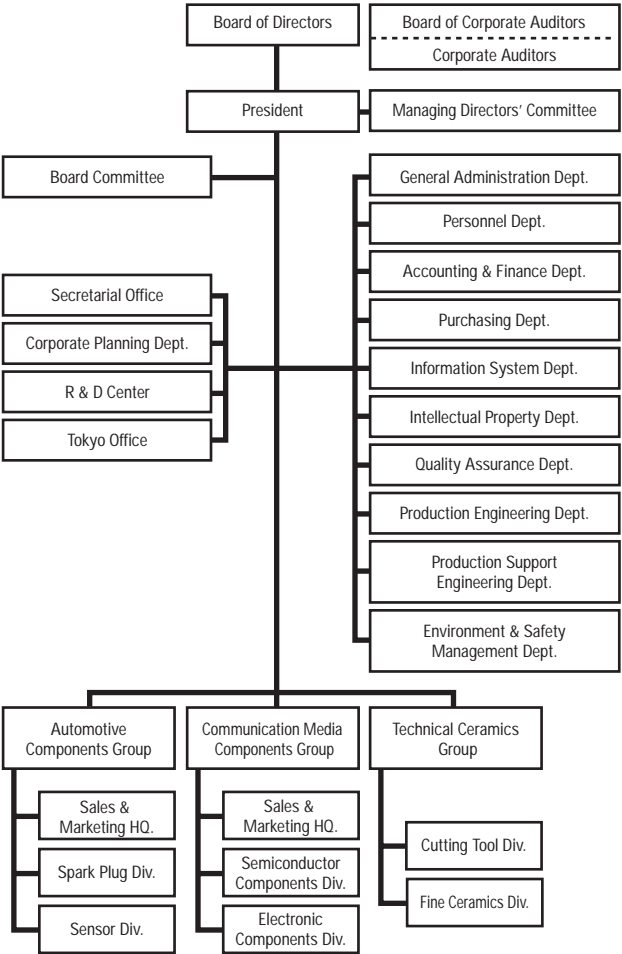 Board of Directors
Board of Corporate Auditors
Corporate Auditors
President
Managing Directors' Committee
Board Committee
General Administration Dept.
Personnel Dept.
Accounting & Finance Dept.
Purchasing Dept.
Information System Dept.
Intellectual Property Dept.
Quality Assurance Dept.
Production Engineering Dept.
Production Support
Engineering Dept.
Environment & Safety
Management Dept.
Secretarial Office
Corporate Planning Dept.
R & D Center
Tokyo Office
Automotive
Components Group
Sales &
Marketing HQ.
Spark Plug Div.
Sensor Div.
Communication Media
Components Group
Sales &
Marketing HQ.
Semiconductor
Components Div.
Electronic
Components Div.
Technical Ceramics
Group
Cutting Tool Div.
Fine Ceramics Div.